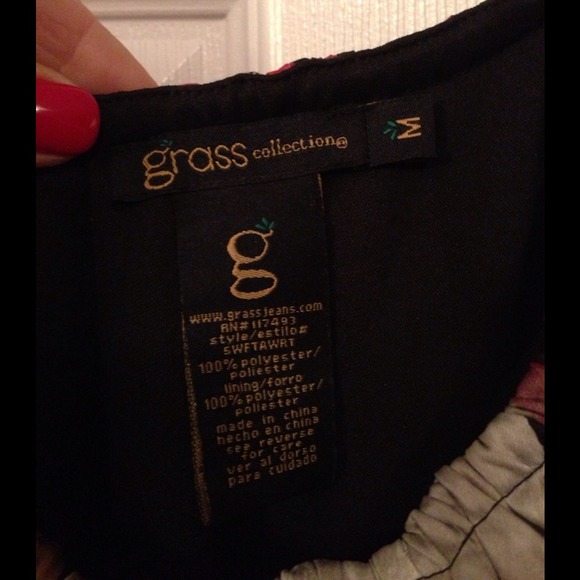 grass collection®
M
g
www.grassjeans.com
RN# 117493
style/estilo#
SWFTAWRT
100% polyester/
poliester
lining/forro
100% polyester/
poliester
made in china
hecho en china
see reverse
for care
ver al dorso
para cuidado